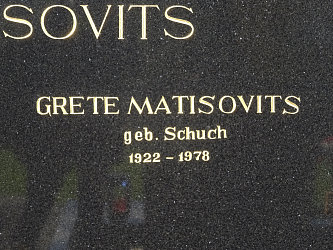 SOVITS
GRETE MATISOVITS
geb. Schuch
1922 – 1978